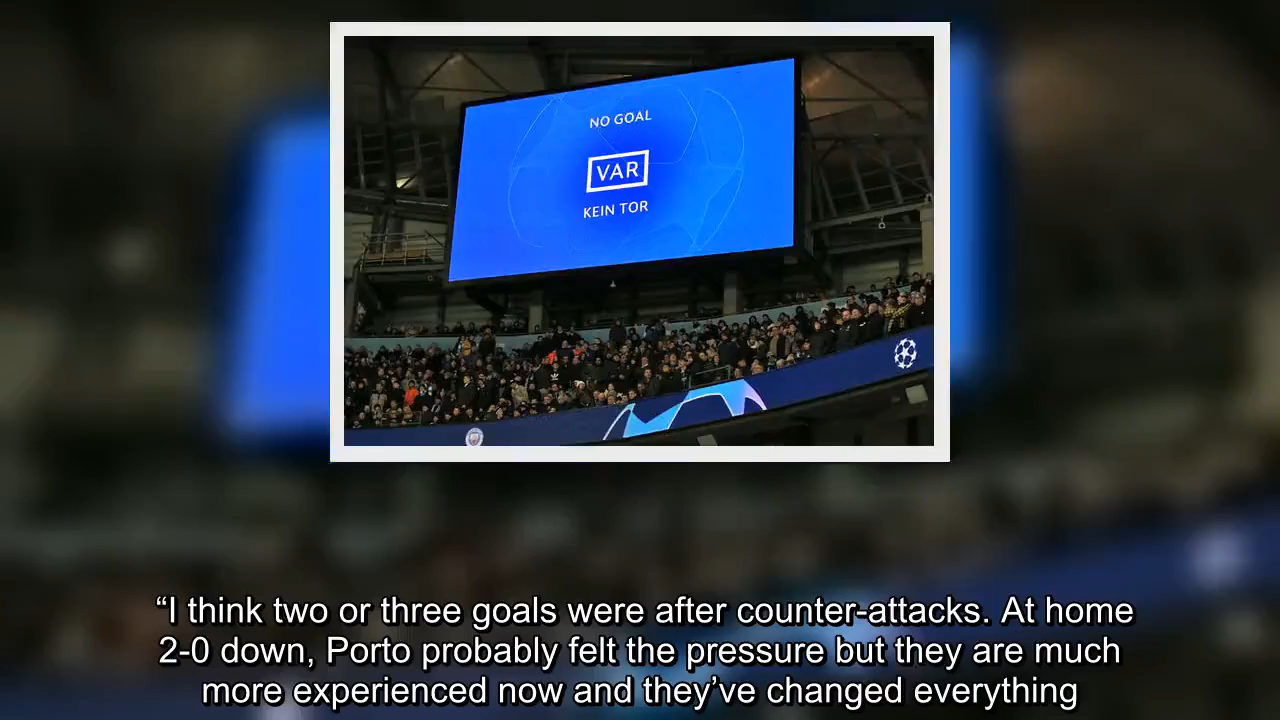 NO GOAL
VAR
KEIN TOR
“I think two or three goals were after counter-attacks. At home
2-0 down, Porto probably felt the pressure but they are much
more experienced now and they’ve changed everything